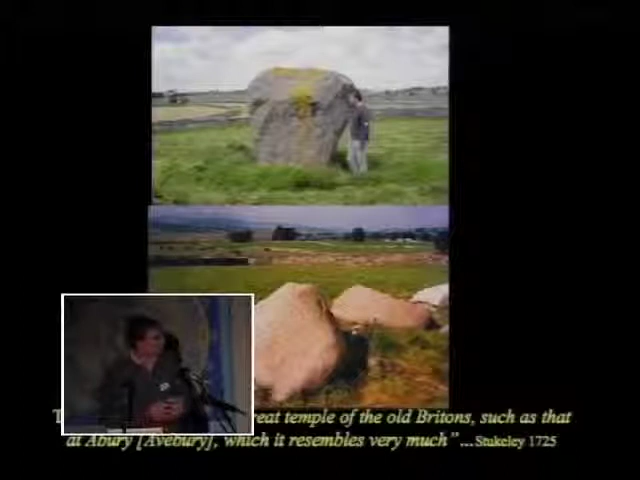 T reat temple of the old Britons, such as that
at Abury [Avebury], which it resembles very much”...Stukeley 1725